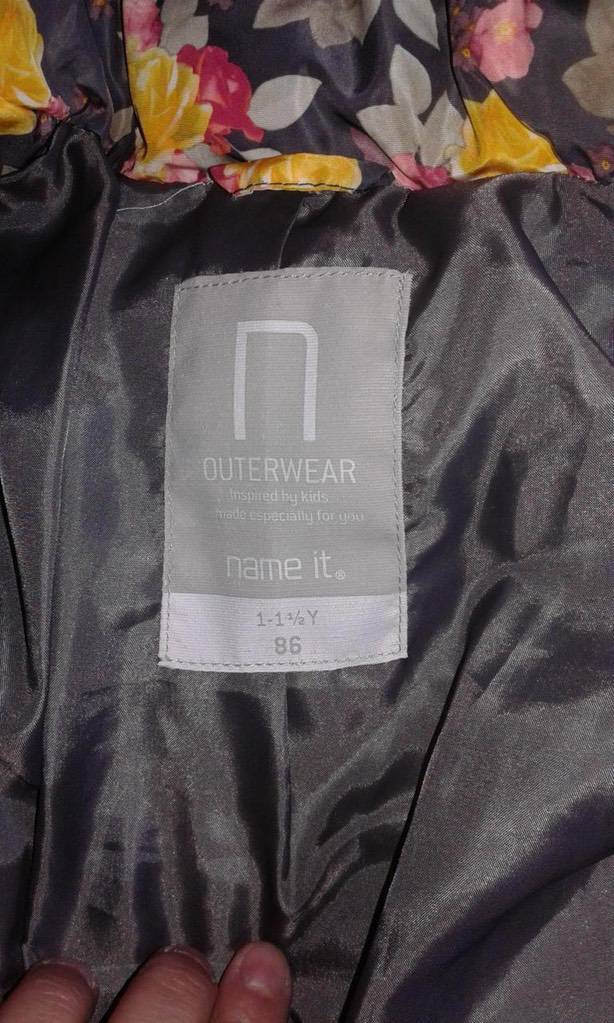 n
OUTERWEAR
Inspired by kids
made especially for you
name it®
1-1½Y
86